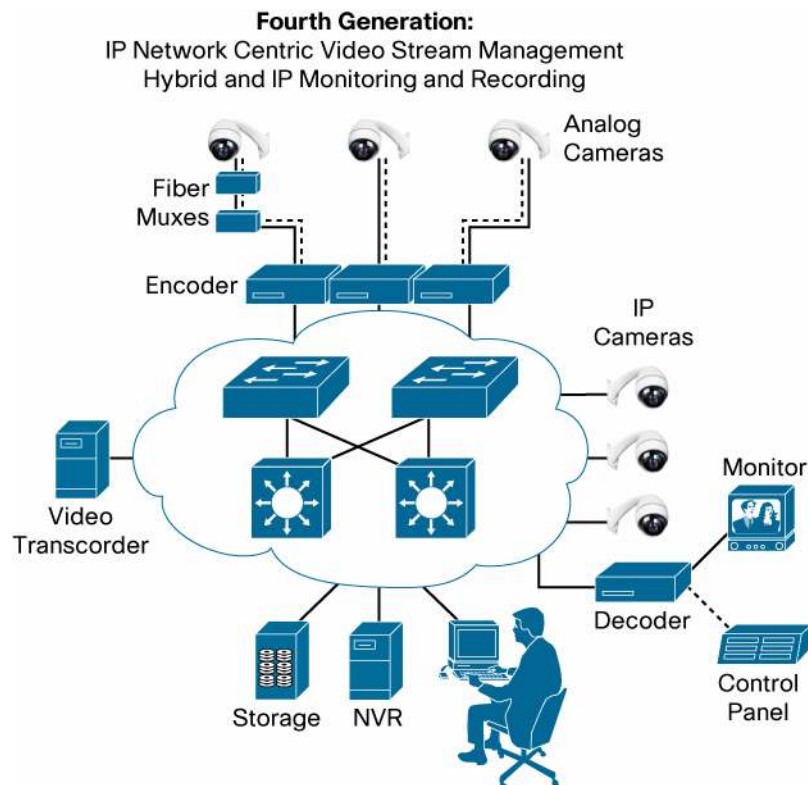 Fourth Generation:
IP Network Centric Video Stream Management
Hybrid and IP Monitoring and Recording
Analog
Cameras
Fiber
Muxes
Encoder
IP
Cameras
Monitor
Video
Transcorder
Decoder
Storage
NVR
Control
Panel